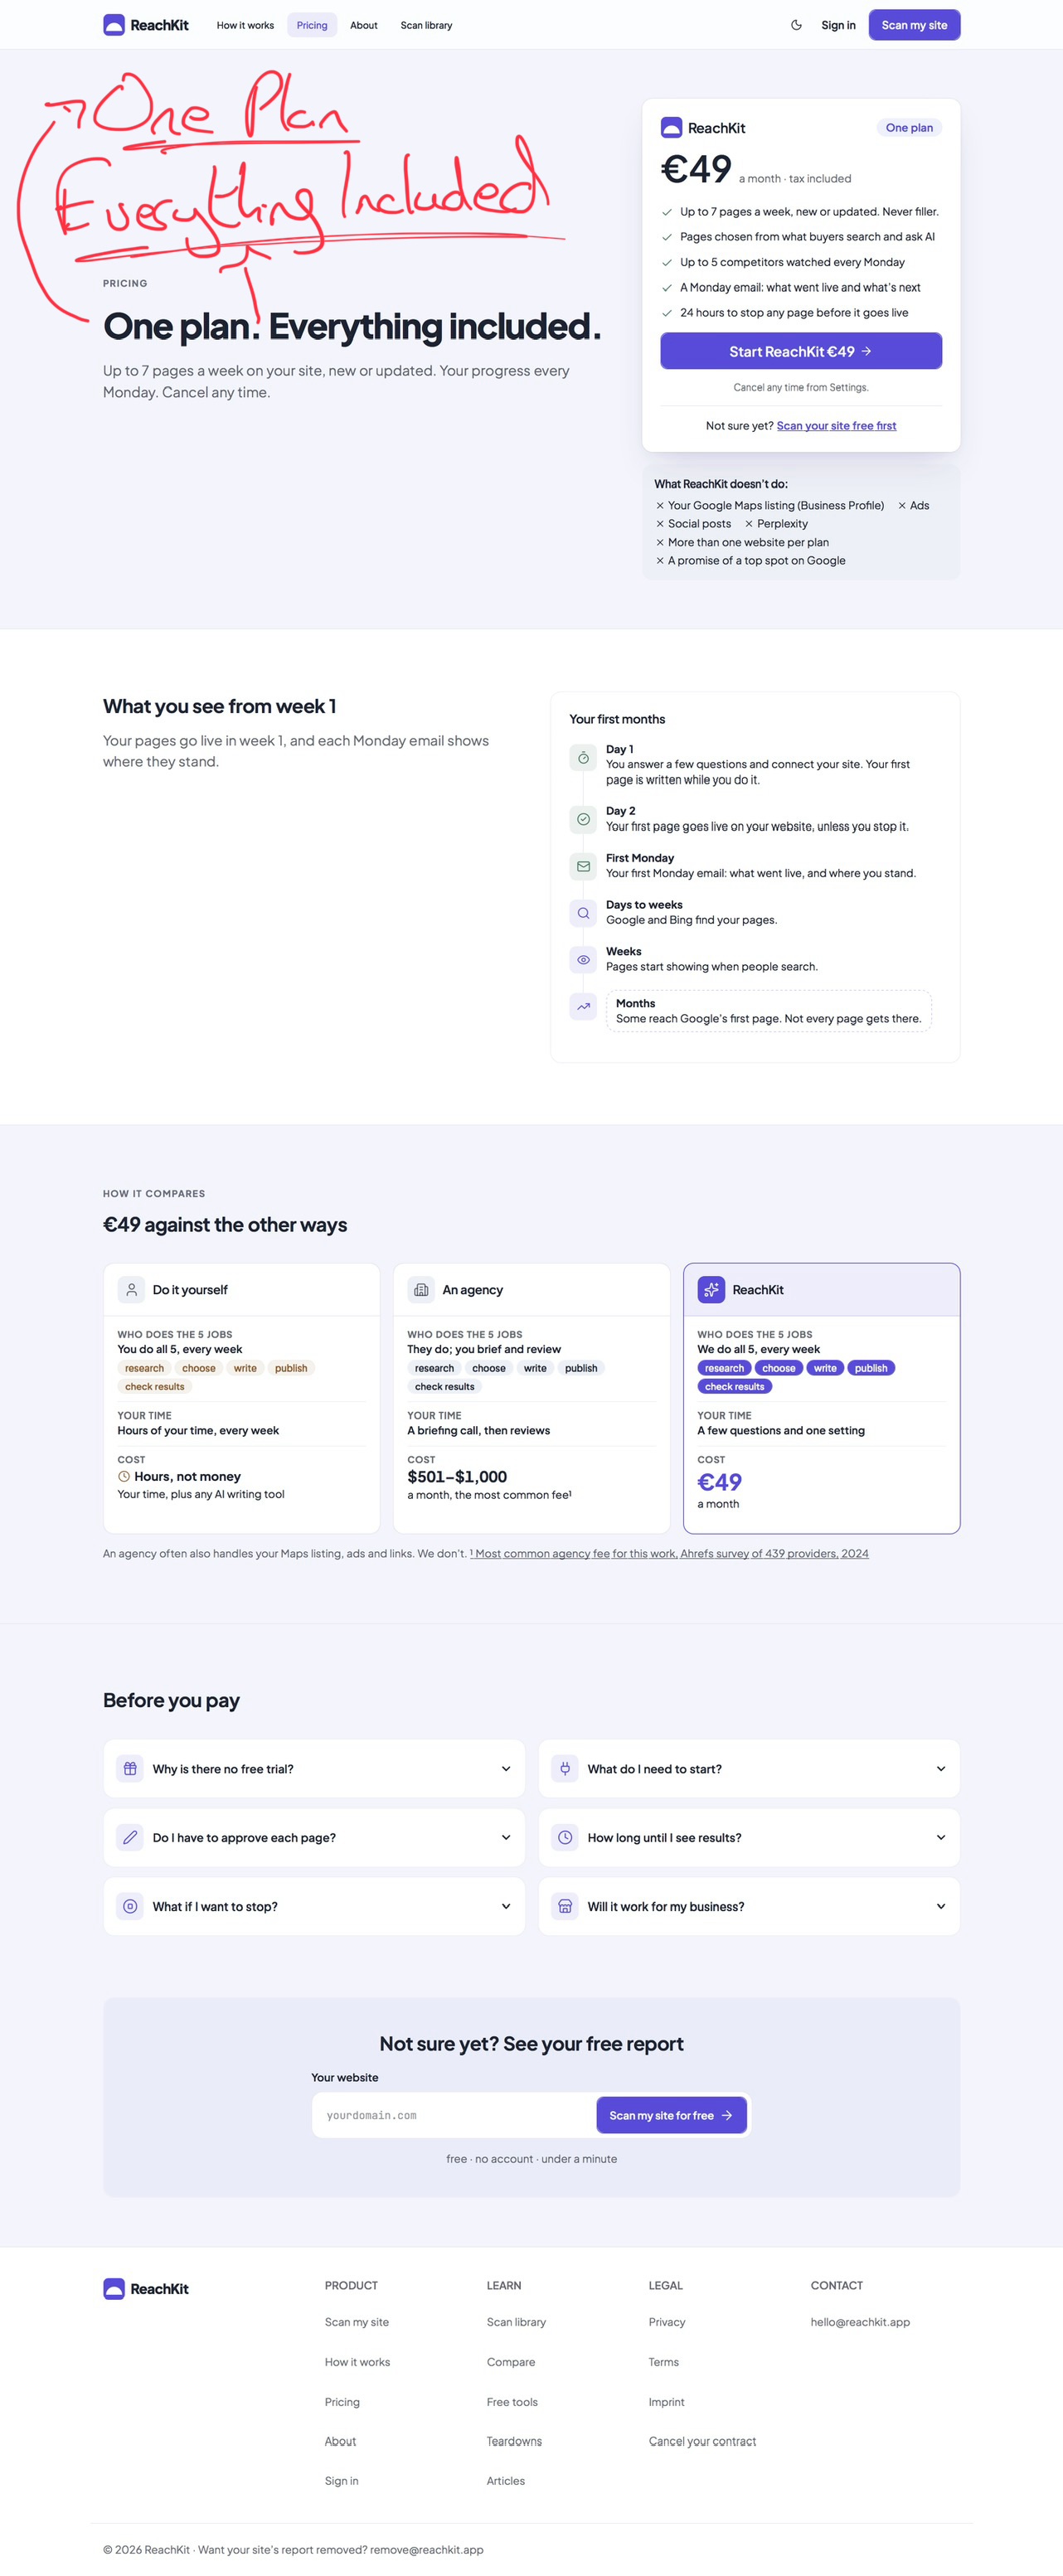 ReachKit
How it works
Pricing
About
Scan library
Sign in
Scan my site
One Plan
Everything Included
PRICING
One plan. Everything included.
Up to 7 pages a week on your site, new or updated. Your progress every
Monday. Cancel any time.
ReachKit
One plan
€49 a month · tax included
Up to 7 pages a week, new or updated. Never filler.
Pages chosen from what buyers search and ask AI
Up to 5 competitors watched every Monday
A Monday email: what went live and what's next
24 hours to stop any page before it goes live
Start ReachKit €49 →
Cancel any time from Settings.
Not sure yet? Scan your site free first
What ReachKit doesn't do:
× Your Google Maps listing (Business Profile) × Ads
× Social posts × Perplexity
× More than one website per plan
× A promise of a top spot on Google
What you see from week 1
Your pages go live in week 1, and each Monday email shows
where they stand.
Your first months
Day 1
You answer a few questions and connect your site. Your first
page is written while you do it.
Day 2
Your first page goes live on your website, unless you stop it.
First Monday
Your first Monday email: what went live, and where you stand.
Days to weeks
Google and Bing find your pages.
Weeks
Pages start showing when people search.
Months
Some reach Google's first page. Not every page gets there.
HOW IT COMPARES
€49 against the other ways
Do it yourself
WHO DOES THE 5 JOBS
You do all 5, every week
research choose write publish
check results
YOUR TIME
Hours of your time, every week
COST
Hours, not money
Your time, plus any AI writing tool
An agency
WHO DOES THE 5 JOBS
They do; you brief and review
research choose write publish
check results
YOUR TIME
A briefing call, then reviews
COST
$501–$1,000
a month, the most common fee¹
ReachKit
WHO DOES THE 5 JOBS
We do all 5, every week
research choose write publish
check results
YOUR TIME
A few questions and one setting
COST
€49
a month
An agency often also handles your Maps listing, ads and links. We don't. ¹ Most common agency fee for this work, Ahrefs survey of 439 providers, 2024
Before you pay
Why is there no free trial?
What do I need to start?
Do I have to approve each page?
How long until I see results?
What if I want to stop?
Will it work for my business?
Not sure yet? See your free report
Your website
yourdomain.com
Scan my site for free →
free · no account · under a minute
ReachKit
PRODUCT
Scan my site
How it works
Pricing
About
Sign in
LEARN
Scan library
Compare
Free tools
Teardowns
Articles
LEGAL
Privacy
Terms
Imprint
Cancel your contract
CONTACT
hello@reachkit.app
© 2026 ReachKit · Want your site's report removed? remove@reachkit.app